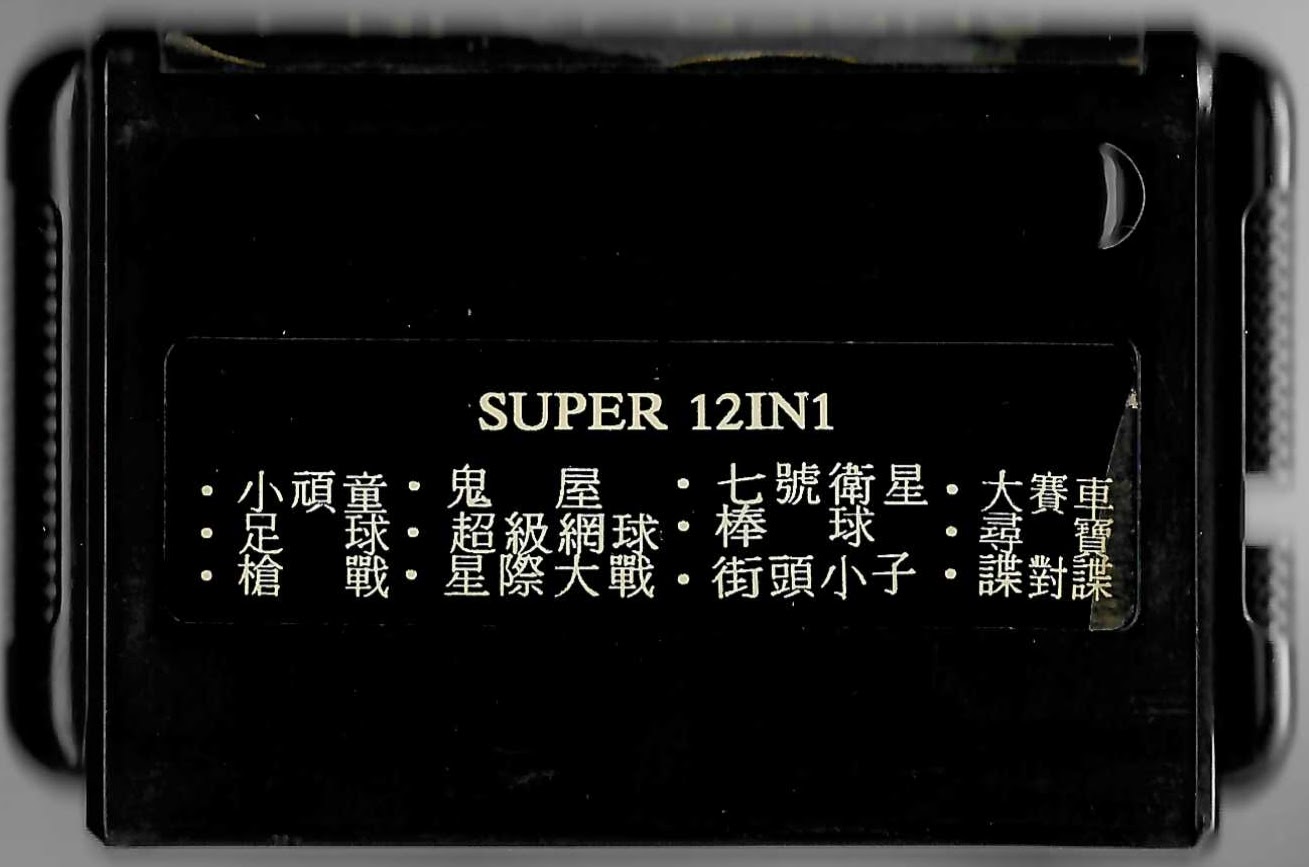 SUPER 12IN1
・小頑童・鬼屋・七號衛星・大賽車
・足球・超級網球・棒球・尋寶
・槍戰・星際大戰・街頭小子・諜對諜